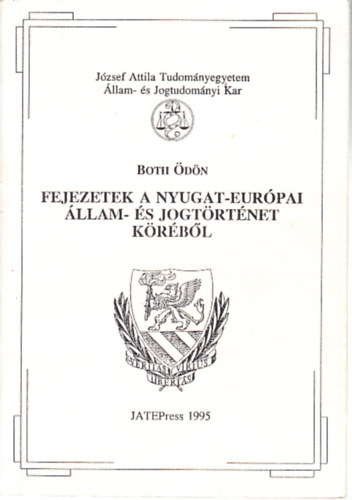 József Attila Tudományegyetem
Állam- és Jogtudományi Kar
BOTH ÖDÖN
FEJEZETEK A NYUGAT-EURÓPAI
ÁLLAM- ÉS JOGTÖRTÉNET
KÖRÉBŐL
VERITAS VIRTUS
LIBERTAS
JATEPress 1995